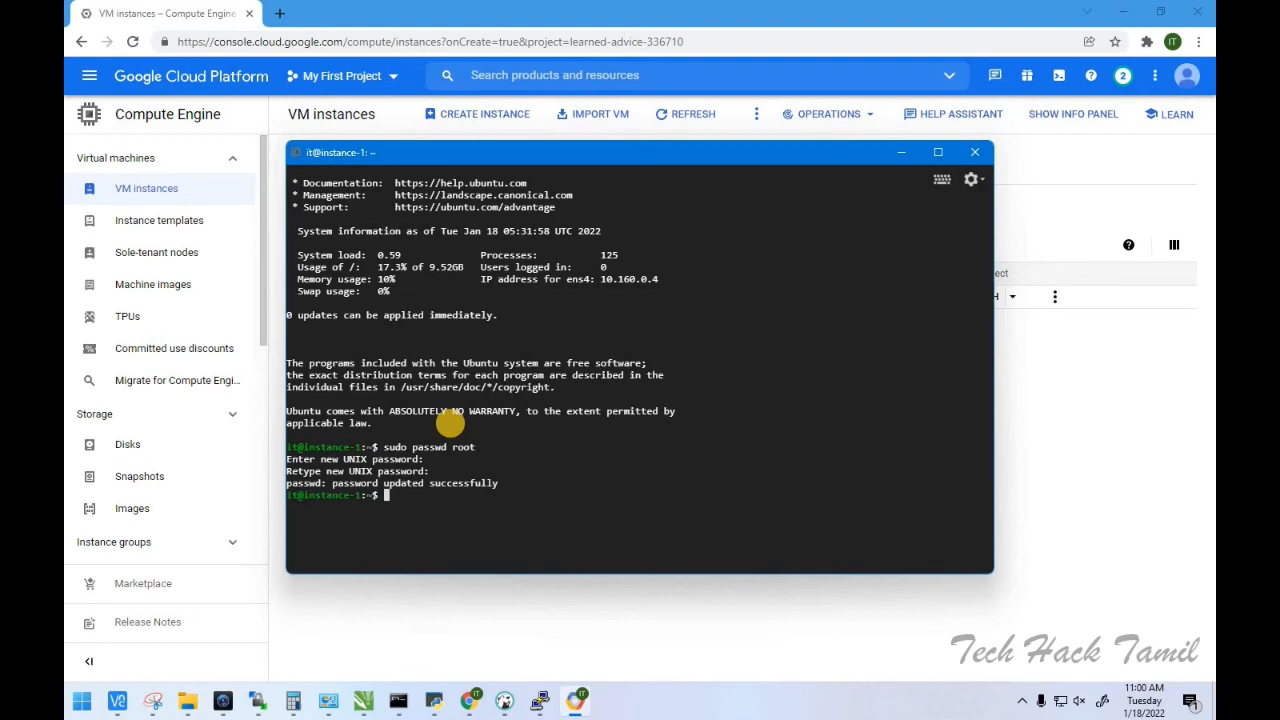 VM instances – Compute Engine
https://console.cloud.google.com/compute/instances?onCreate=true&project=learned-advice-336710
IT
Google Cloud Platform
My First Project
Search products and resources
2
Compute Engine
VM instances
CREATE INSTANCE
IMPORT VM
REFRESH
OPERATIONS
HELP ASSISTANT
SHOW INFO PANEL
LEARN
Virtual machines
VM instances
Instance templates
Sole-tenant nodes
Machine images
TPUs
Committed use discounts
Migrate for Compute Engi...
Storage
Disks
Snapshots
Images
Instance groups
Marketplace
Release Notes
ect
H
it@instance-1: ~
* Documentation: https://help.ubuntu.com
* Management: https://landscape.canonical.com
* Support: https://ubuntu.com/advantage
System information as of Tue Jan 18 05:31:58 UTC 2022
System load: 0.59 Processes: 125
Usage of /: 17.3% of 9.52GB Users logged in: 0
Memory usage: 10% IP address for ens4: 10.160.0.4
Swap usage: 0%
0 updates can be applied immediately.
The programs included with the Ubuntu system are free software;
the exact distribution terms for each program are described in the
individual files in /usr/share/doc/*/copyright.
Ubuntu comes with ABSOLUTELY NO WARRANTY, to the extent permitted by
applicable law.
it@instance-1:~$ sudo passwd root
Enter new UNIX password:
Retype new UNIX password:
passwd: password updated successfully
it@instance-1:~$
Tech Hack Tamil
11:00 AM
Tuesday
1/18/2022